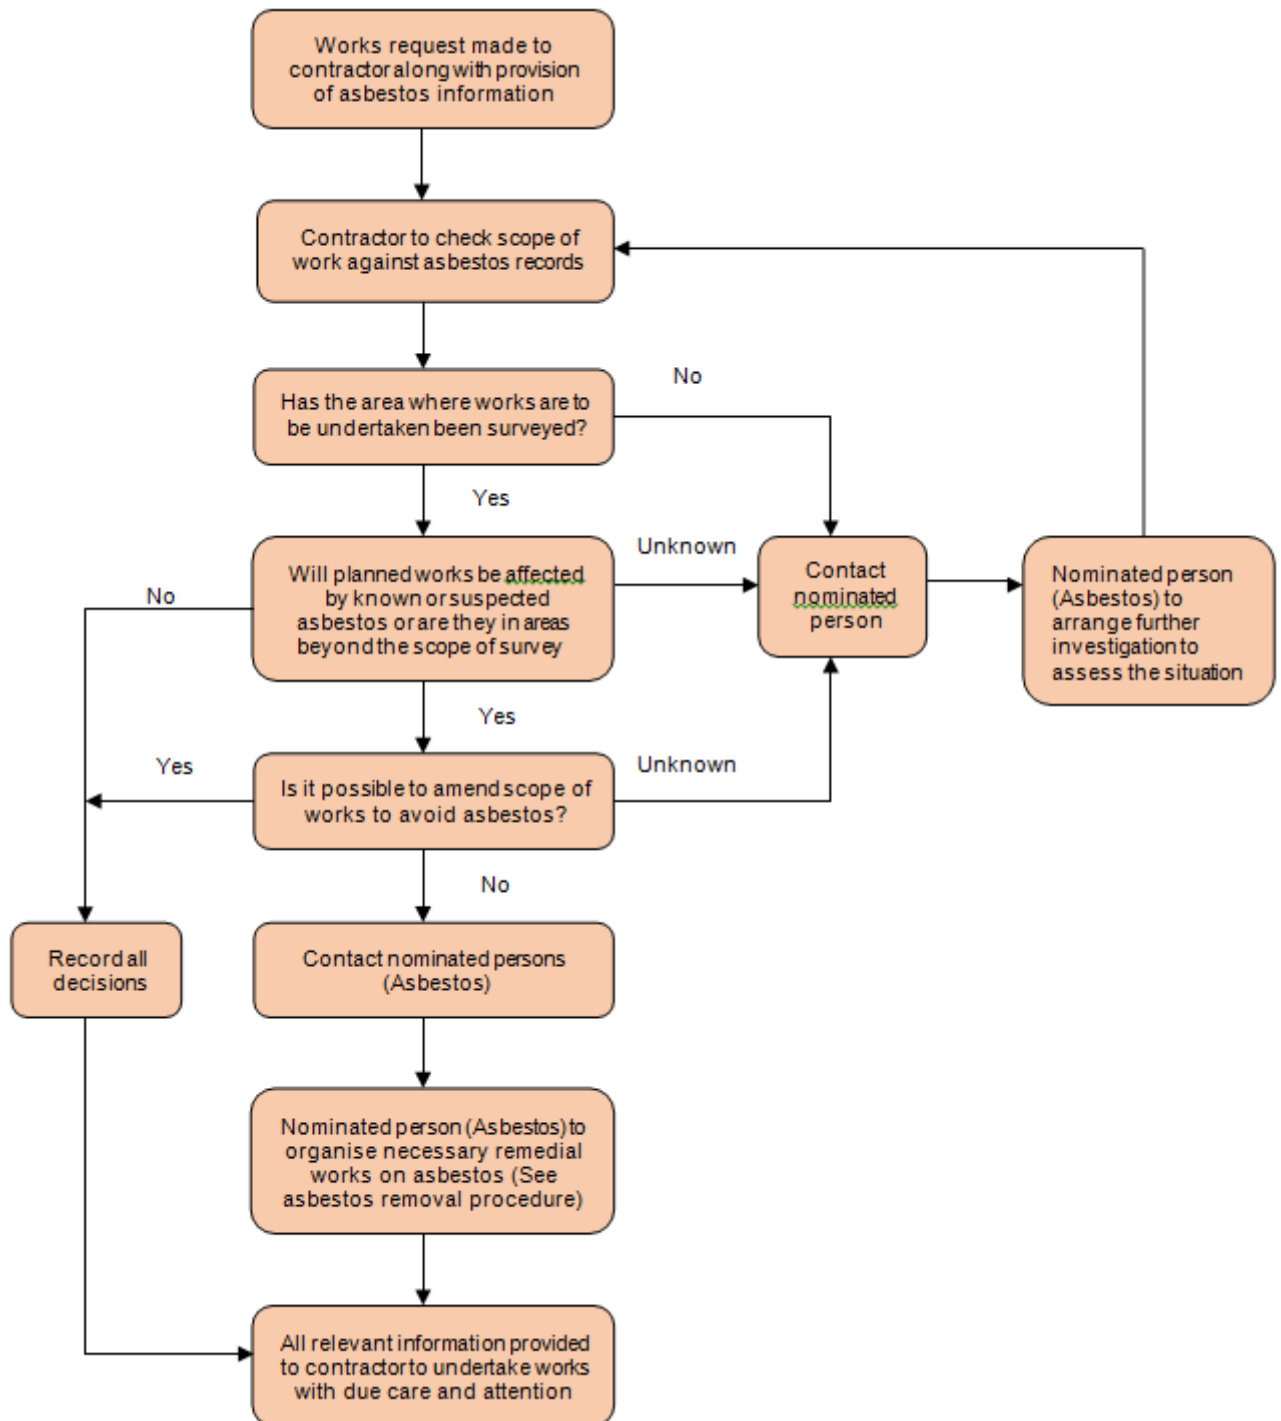 Works request made to
contractor along with provision
of asbestos information
Contractor to check scope of
work against asbestos records
Has the area where works are to
be undertaken been surveyed?
No
Yes
Will planned works be affected
by known or suspected
asbestos or are they in areas
beyond the scope of survey
No
Unknown
Contact
nominated
person
Nominated person
(Asbestos) to
arrange further
investigation to
assess the situation
Yes
Is it possible to amend scope of
works to avoid asbestos?
Yes
Unknown
No
Record all
decisions
Contact nominated persons
(Asbestos)
Nominated person (Asbestos) to
organise necessary remedial
works on asbestos (See
asbestos removal procedure)
All relevant information provided
to contractor to undertake works
with due care and attention